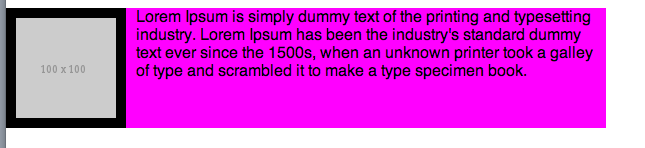 Lorem Ipsum is simply dummy text of the printing and typesetting
industry. Lorem Ipsum has been the industry's standard dummy
text ever since the 1500s, when an unknown printer took a galley
of type and scrambled it to make a type specimen book.
100 x 100